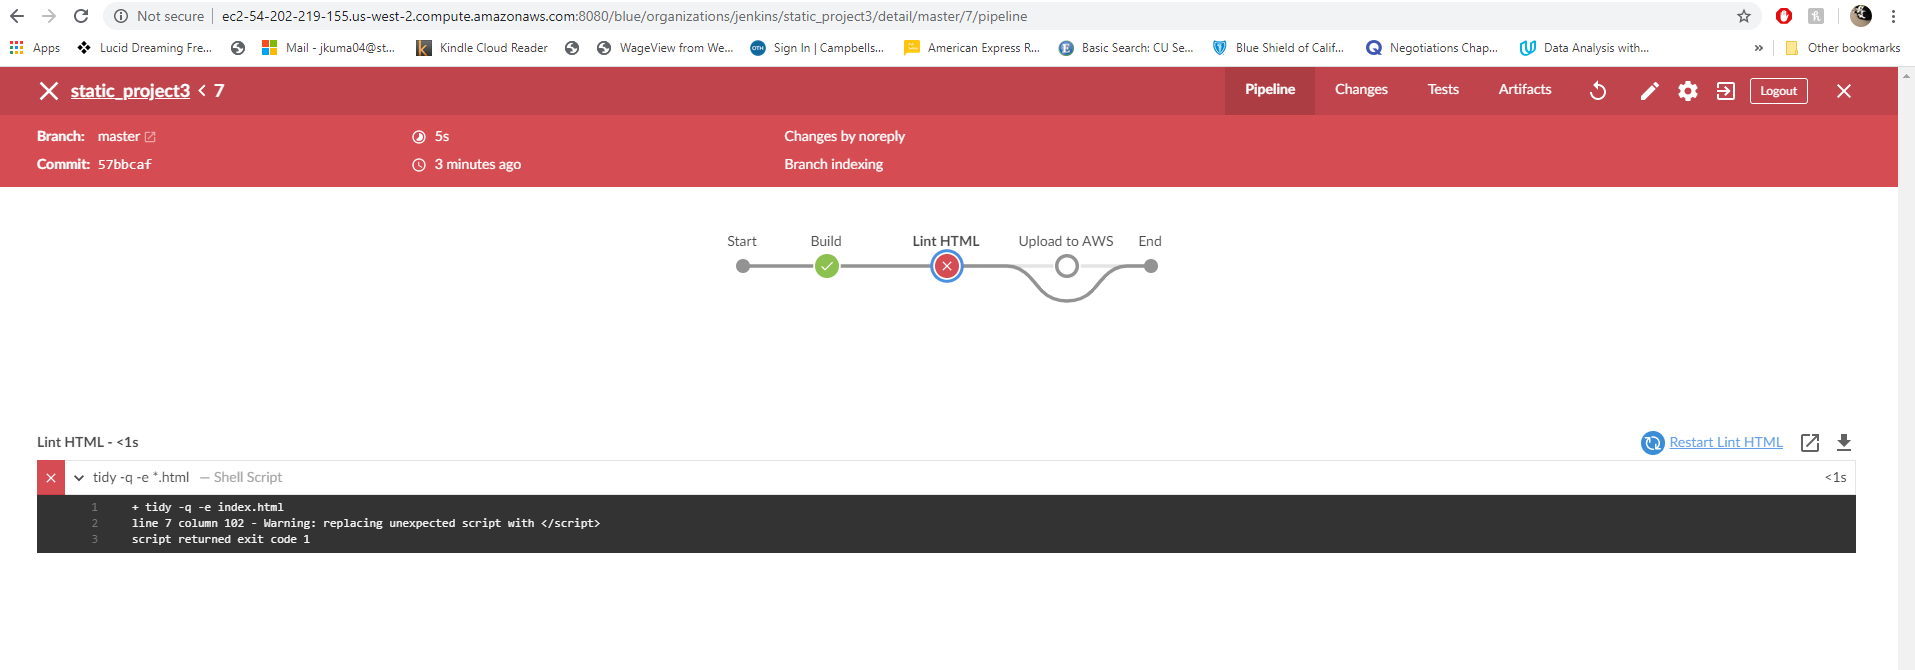 Not secure | ec2-54-202-219-155.us-west-2.compute.amazonaws.com:8080/blue/organizations/jenkins/static_project3/detail/master/7/pipeline
Apps Lucid Dreaming Fre... Mail - jkuma04@st... Kindle Cloud Reader WageView from We... OTH Sign In | Campbells... American Express R... Basic Search: CU Se... Blue Shield of Calif... Negotiations Chap... Data Analysis with... » Other bookmarks
static_project3 < 7 Pipeline Changes Tests Artifacts Logout
Branch: master 5s Changes by noreply
Commit: 57bbcaf 3 minutes ago Branch indexing
Start Build Lint HTML Upload to AWS End
Lint HTML - <1s Restart Lint HTML
tidy -q -e *.html — Shell Script <1s
1 + tidy -q -e index.html
2 line 7 column 102 - Warning: replacing unexpected script with </script>
3 script returned exit code 1